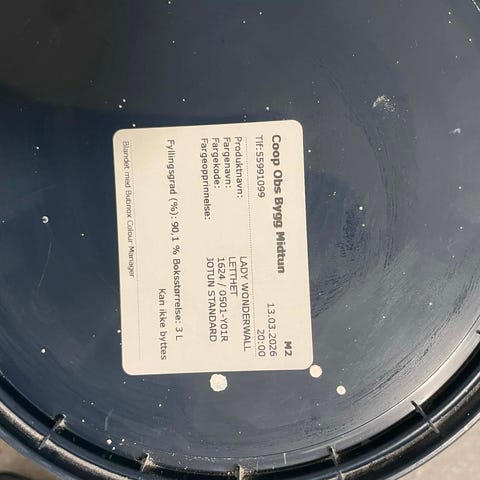 Coop Obs Bygg Midtun M2
Tlf:55991099 13.03.2026
20:00
Produktnavn: LADY WONDERWALL
Fargenavn: LETTHET
Fargekode: 1624 / 0501-Y01R
Fargeopprinnelse: JOTUN STANDARD
Fyllingsgrad (%): 90,1 % Boksstørrelse: 3 L
Kan ikke byttes
Blandet med Butinox Colour Manager